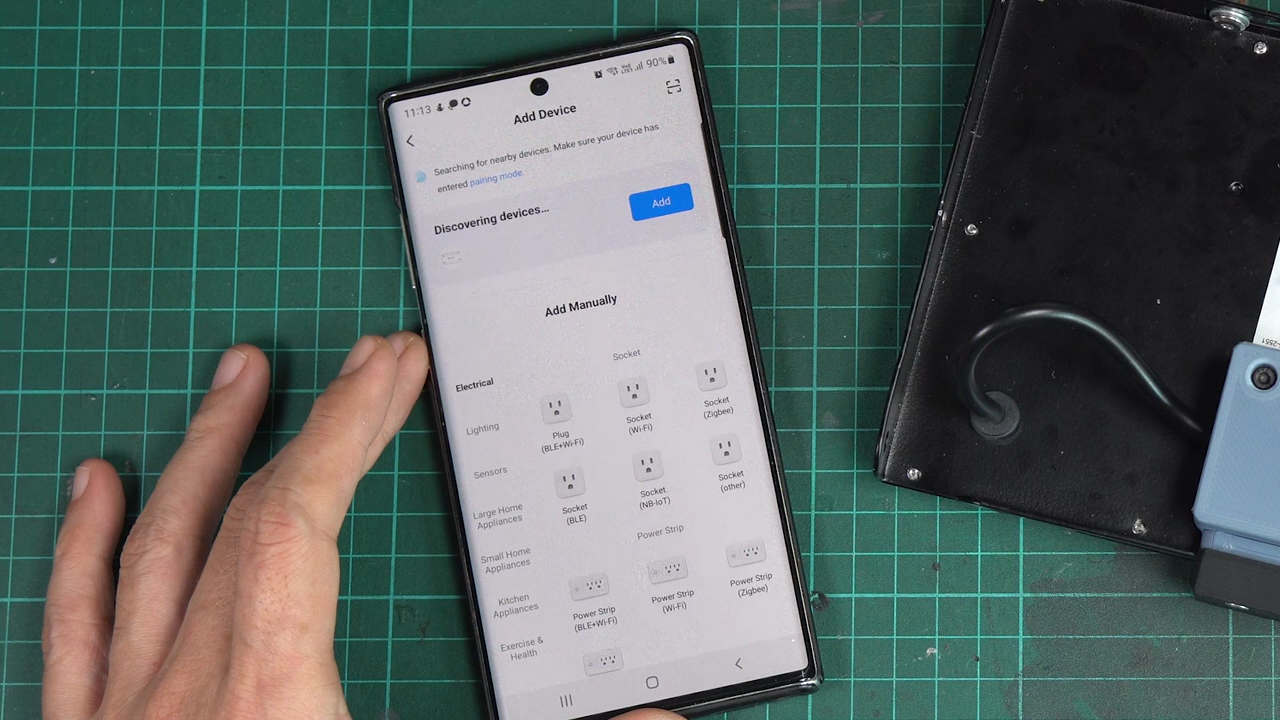 11:13
90%
Add Device
Searching for nearby devices. Make sure your device has
entered pairing mode.
Discovering devices...
Add
Add Manually
Socket
Electrical
Lighting
Sensors
Large Home
Appliances
Small Home
Appliances
Kitchen
Appliances
Exercise &
Health
Plug
(BLE+Wi-Fi)
Socket
(Wi-Fi)
Socket
(Zigbee)
Socket
(BLE)
Socket
(NB-IoT)
Socket
(other)
Power Strip
Power Strip
(BLE+Wi-Fi)
Power Strip
(Wi-Fi)
Power Strip
(Zigbee)